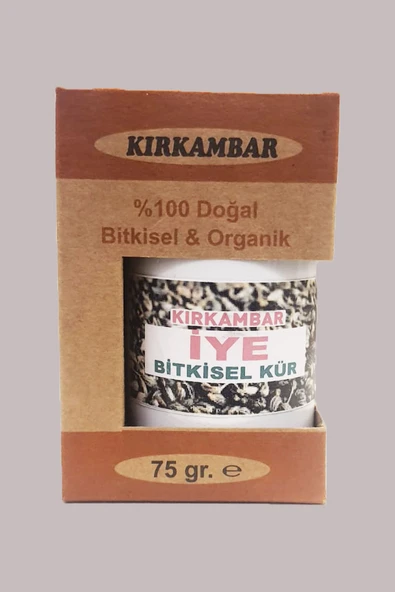 KIRKAMBAR
%100 Doğal
Bitkisel & Organik
KIRKAMBAR
İYE
BİTKİSEL KÜR
75 gr. ℮